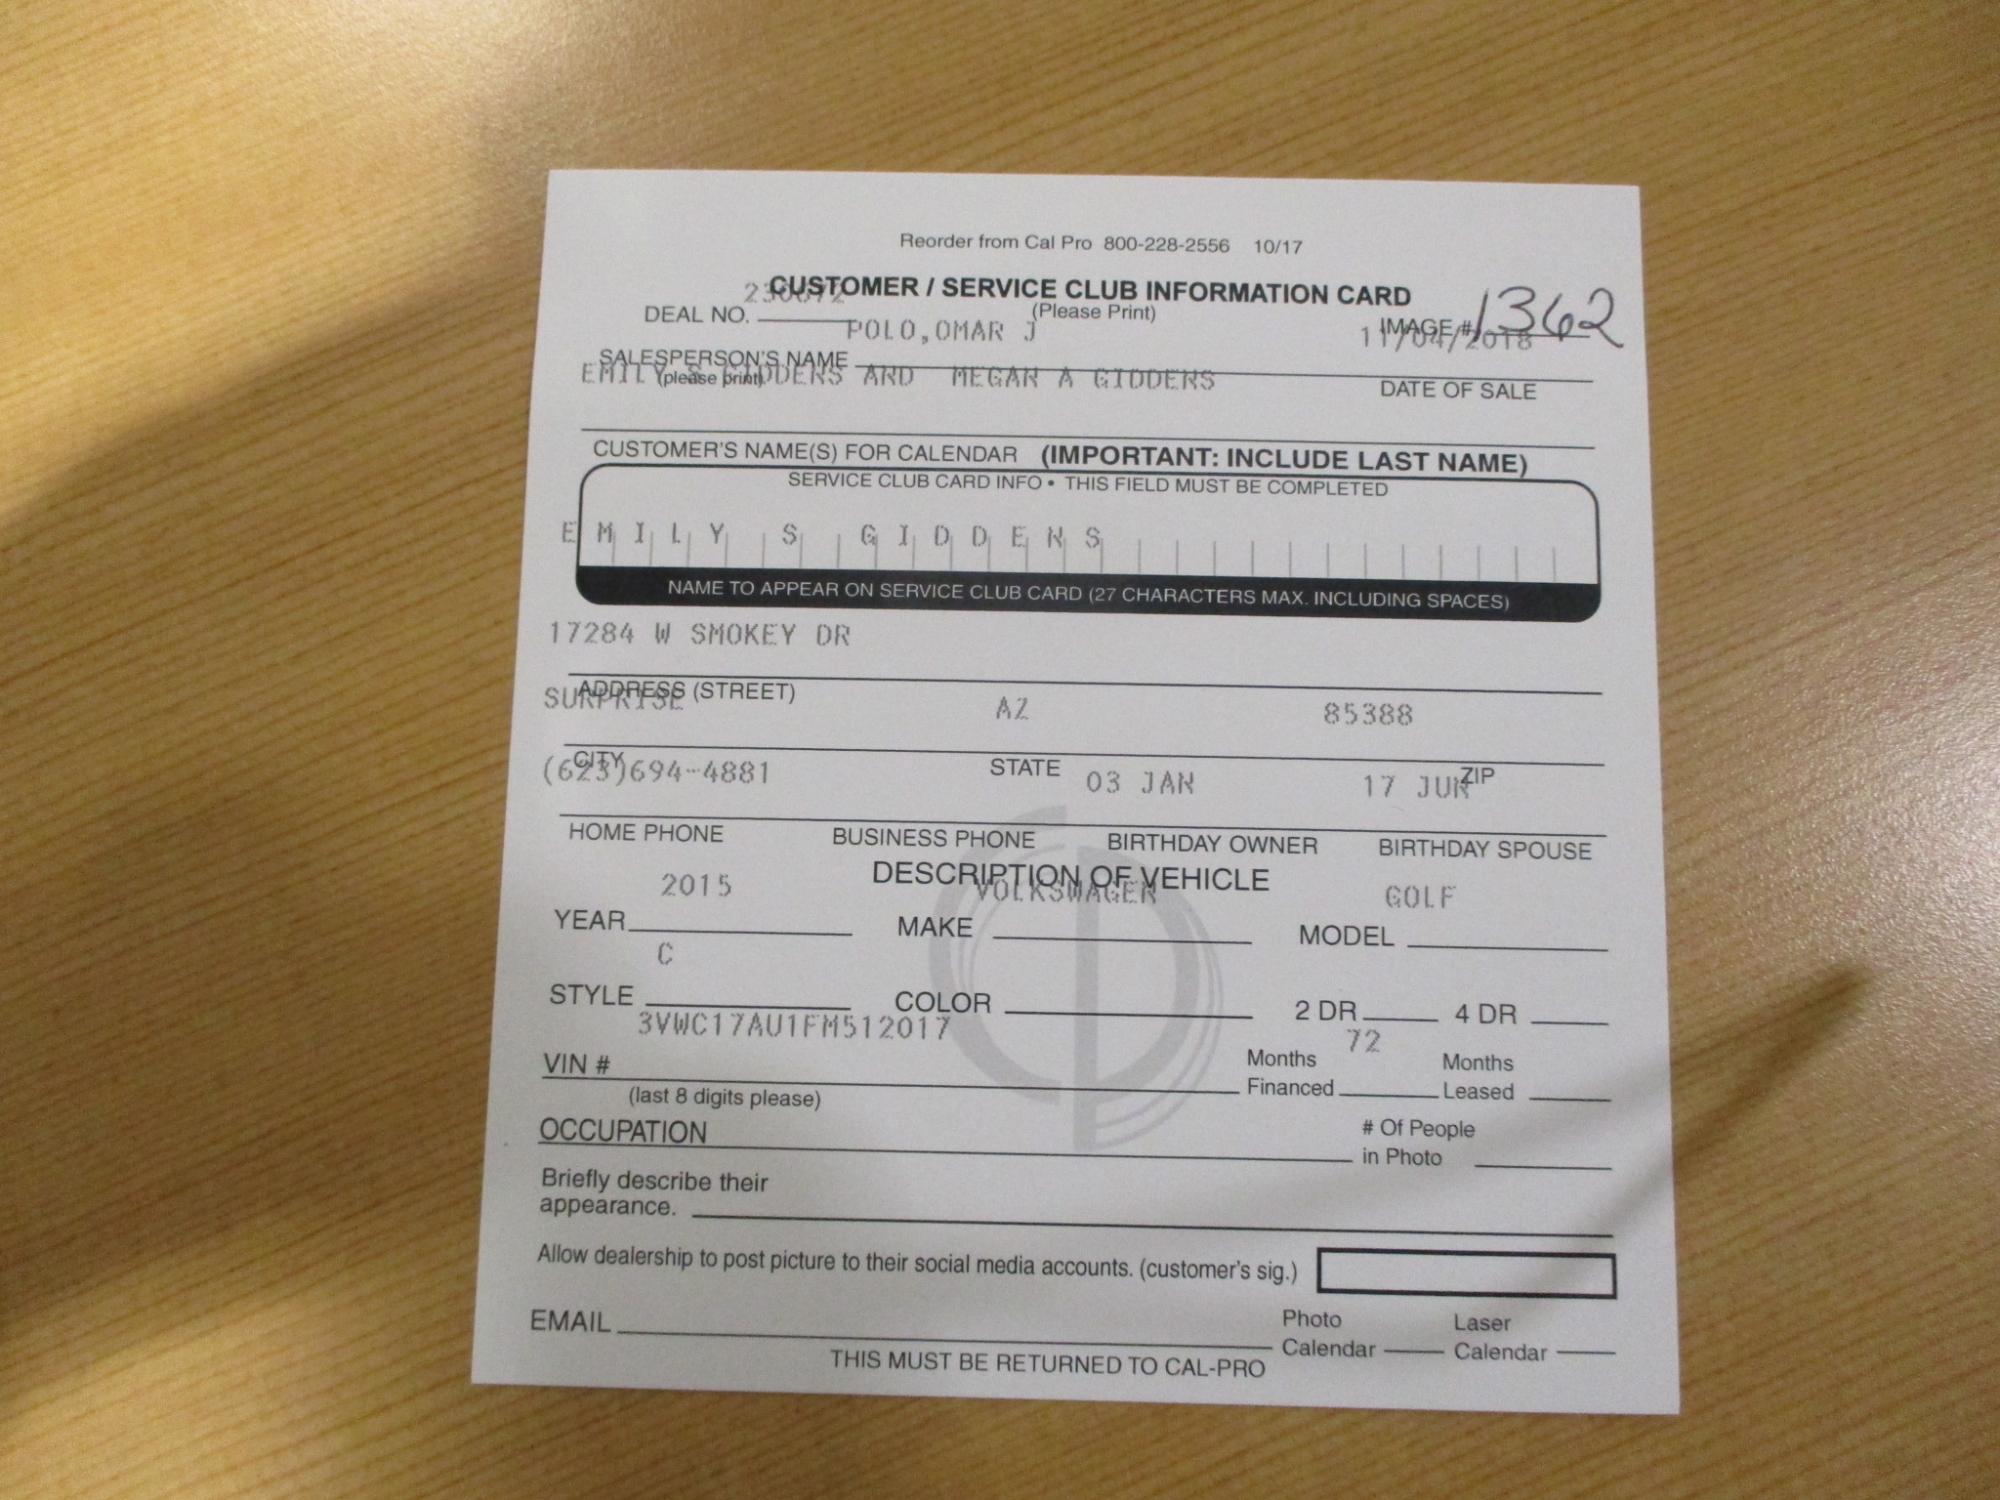 Reorder from Cal Pro 800-228-2556 10/17
CUSTOMER / SERVICE CLUB INFORMATION CARD
(Please Print)
DEAL NO.
IMAGE # 1362
POLO,OMAR J 11/04/2018
SALESPERSON'S NAME
(please print)
DATE OF SALE
EMILY S GIDDENS AND MEGAN A GIDDENS
CUSTOMER'S NAME(S) FOR CALENDAR (IMPORTANT: INCLUDE LAST NAME)
SERVICE CLUB CARD INFO • THIS FIELD MUST BE COMPLETED
EMILY S GIDDENS
NAME TO APPEAR ON SERVICE CLUB CARD (27 CHARACTERS MAX. INCLUDING SPACES)
17284 W SMOKEY DR
ADDRESS (STREET)
SURPRISE AZ 85388
CITY STATE ZIP
(623)694-4881 03 JAN 17 JUN
HOME PHONE BUSINESS PHONE BIRTHDAY OWNER BIRTHDAY SPOUSE
DESCRIPTION OF VEHICLE
2015 VOLKSWAGEN GOLF
YEAR MAKE MODEL
C
STYLE COLOR 2 DR 4 DR
3VWC17AU1FM512017 72
VIN # Months Financed Months Leased
(last 8 digits please)
OCCUPATION # Of People in Photo
Briefly describe their
appearance.
Allow dealership to post picture to their social media accounts. (customer's sig.)
EMAIL Photo Calendar Laser Calendar
THIS MUST BE RETURNED TO CAL-PRO